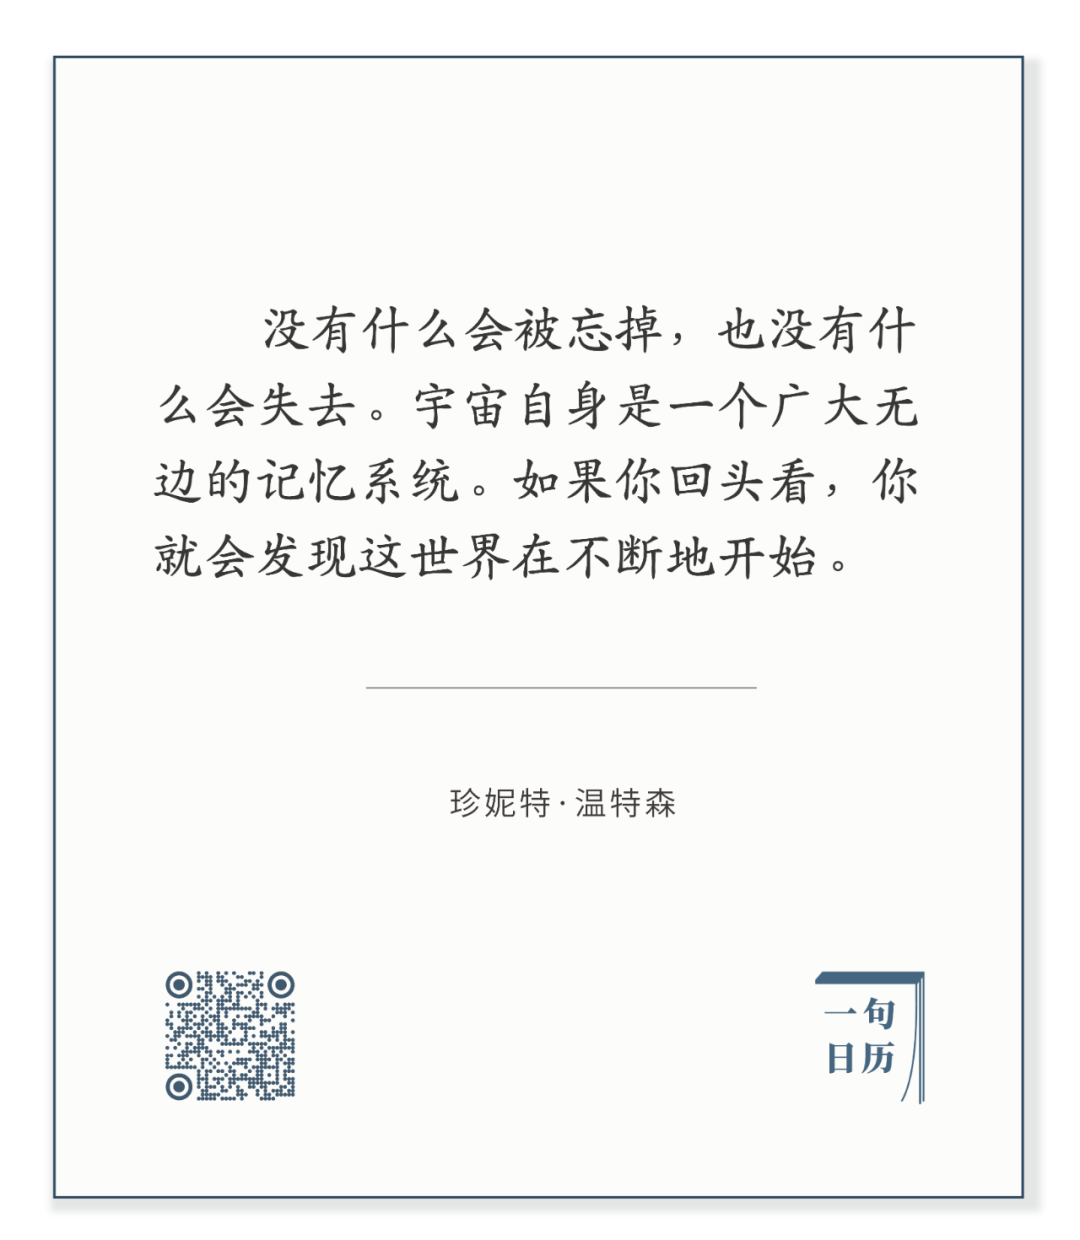 没有什么会被忘掉，也没有什
么会失去。宇宙自身是一个广大无
边的记忆系统。如果你回头看，你
就会发现这世界在不断地开始。
珍妮特·温特森
一句
日历